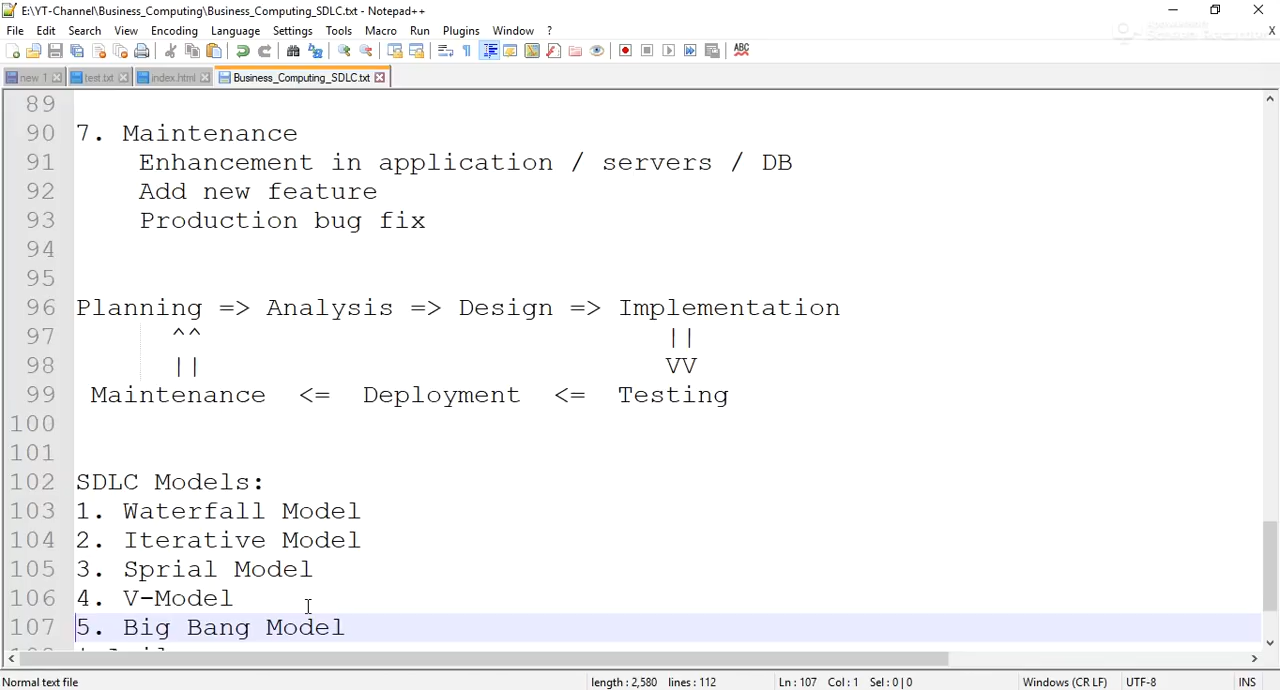 E:\YT-Channel\Business_Computing\Business_Computing_SDLC.txt - Notepad++
File Edit Search View Encoding Language Settings Tools Macro Run Plugins Window ?
new 1 test.txt index.html Business_Computing_SDLC.txt
89
90 7. Maintenance
91 Enhancement in application / servers / DB
92 Add new feature
93 Production bug fix
94
95
96 Planning => Analysis => Design => Implementation
97 ^^ ||
98 || VV
99 Maintenance <= Deployment <= Testing
100
101
102 SDLC Models:
103 1. Waterfall Model
104 2. Iterative Model
105 3. Sprial Model
106 4. V-Model
107 5. Big Bang Model
Normal text file length : 2,580 lines : 112 Ln : 107 Col : 1 Sel : 0 | 0 Windows (CR LF) UTF-8 INS